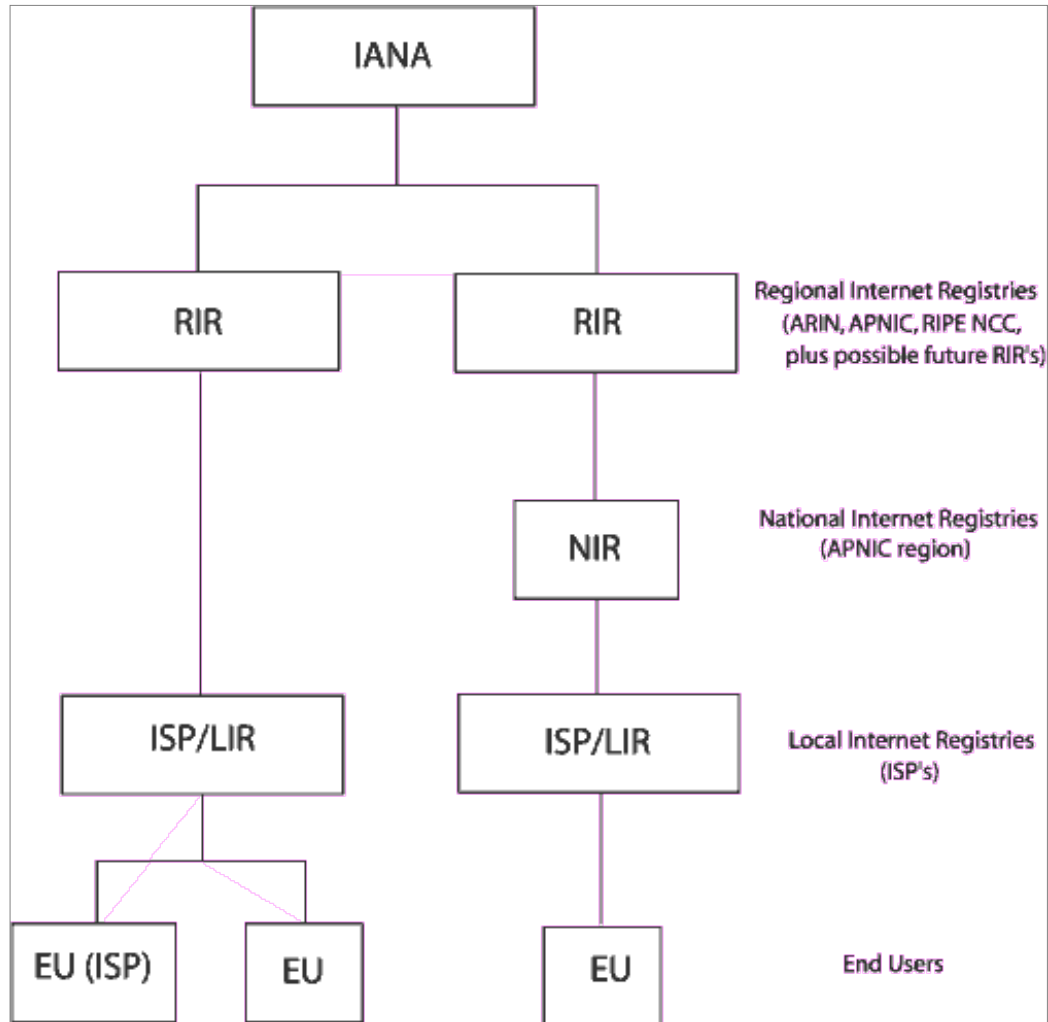 IANA
RIR
RIR
Regional Internet Registries
(ARIN, APNIC, RIPE NCC,
plus possible future RIR's)
NIR
National Internet Registries
(APNIC region)
ISP/LIR
ISP/LIR
Local Internet Registries
(ISP's)
EU (ISP)
EU
EU
End Users